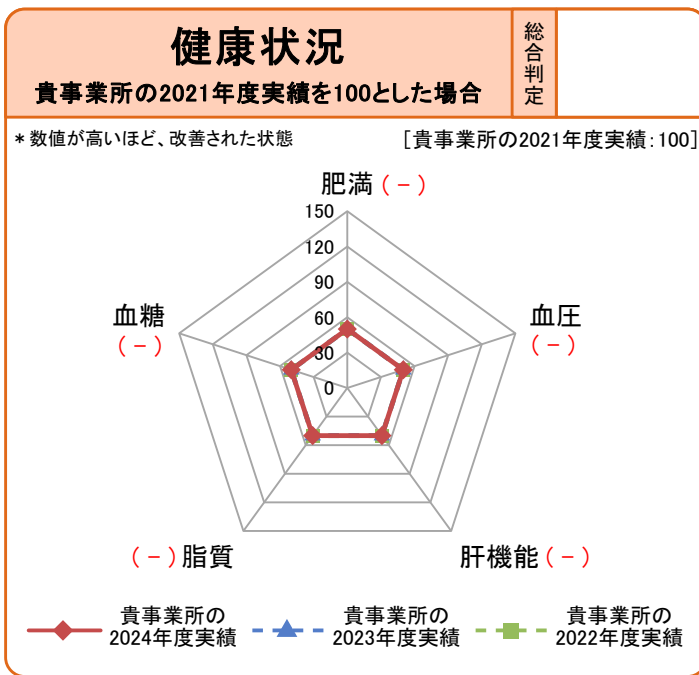 健康状況
貴事業所の2021年度実績を100とした場合
総合判定
*数値が高いほど、改善された状態
[貴事業所の2021年度実績:100]
肥満(-)
150
120
90
60
30
0
血糖
(-)
血圧
(-)
(-)脂質
肝機能(-)
貴事業所の
2024年度実績
貴事業所の
2023年度実績
貴事業所の
2022年度実績